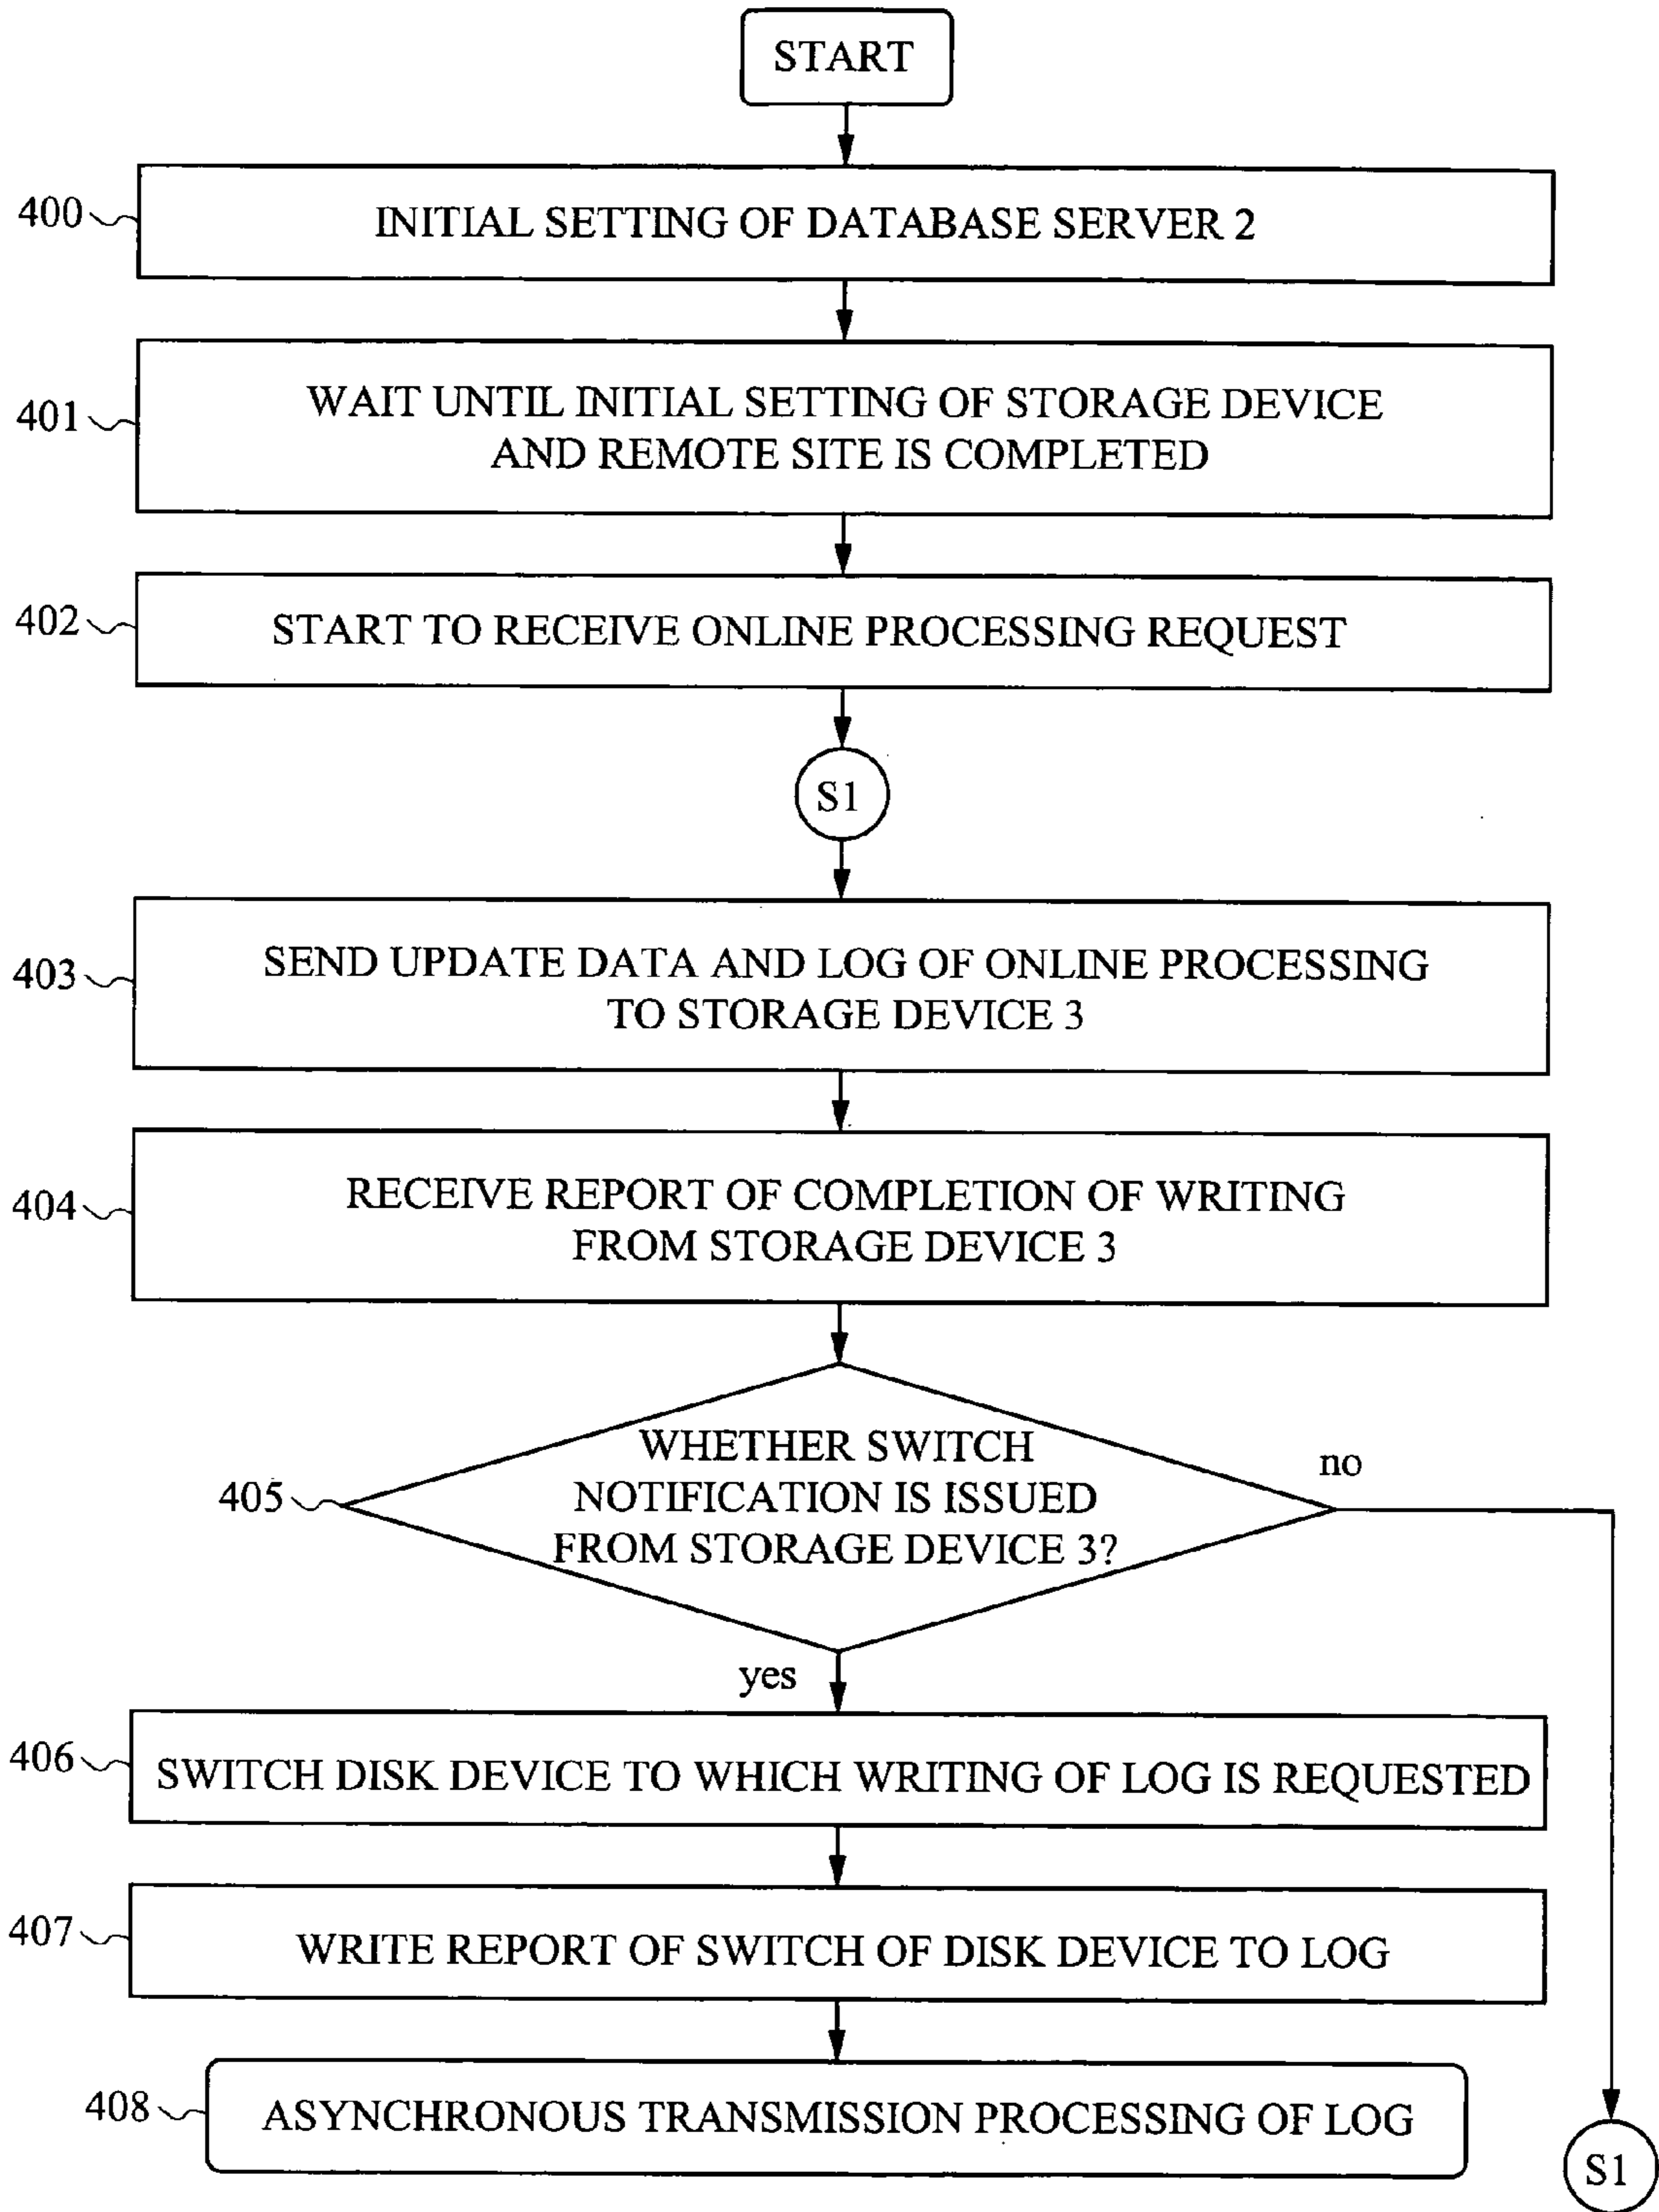 START
400
INITIAL SETTING OF DATABASE SERVER 2
401
WAIT UNTIL INITIAL SETTING OF STORAGE DEVICE
AND REMOTE SITE IS COMPLETED
402
START TO RECEIVE ONLINE PROCESSING REQUEST
S1
403
SEND UPDATE DATA AND LOG OF ONLINE PROCESSING
TO STORAGE DEVICE 3
404
RECEIVE REPORT OF COMPLETION OF WRITING
FROM STORAGE DEVICE 3
405
WHETHER SWITCH
NOTIFICATION IS ISSUED
FROM STORAGE DEVICE 3?
no
yes
406
SWITCH DISK DEVICE TO WHICH WRITING OF LOG IS REQUESTED
407
WRITE REPORT OF SWITCH OF DISK DEVICE TO LOG
408
ASYNCHRONOUS TRANSMISSION PROCESSING OF LOG
S1